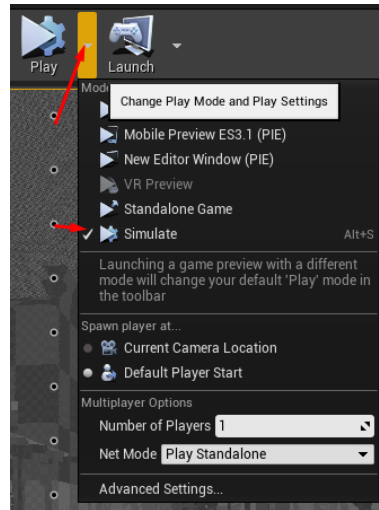 Play
Launch
Mod
Change Play Mode and Play Settings
Mobile Preview ES3.1 (PIE)
New Editor Window (PIE)
VR Preview
Standalone Game
Simulate Alt+S
Launching a game preview with a different
mode will change your default 'Play' mode in
the toolbar
Spawn player at...
Current Camera Location
Default Player Start
Multiplayer Options
Number of Players 1
Net Mode Play Standalone
Advanced Settings...